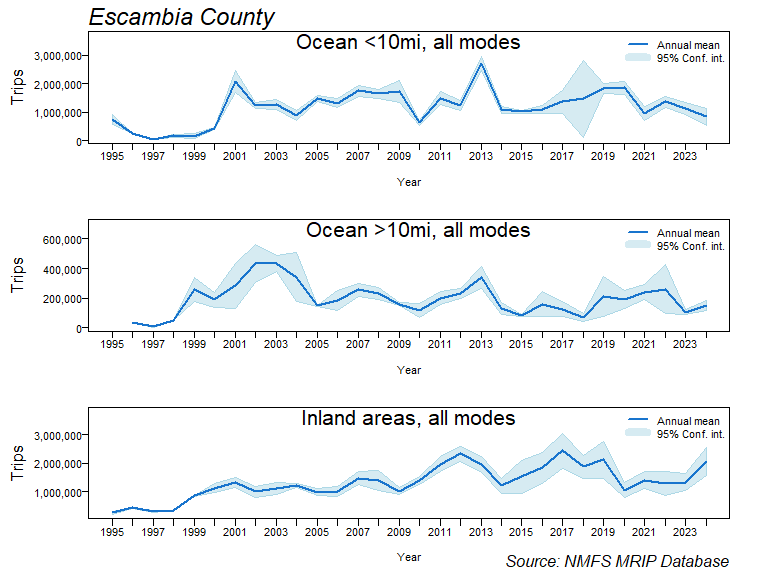 Escambia County
Ocean <10mi, all modes
Annual mean
95% Conf. int.
Trips
3,000,000
2,000,000
1,000,000
0
1995 1997 1999 2001 2003 2005 2007 2009 2011 2013 2015 2017 2019 2021 2023
Year
Ocean >10mi, all modes
Annual mean
95% Conf. int.
Trips
600,000
400,000
200,000
0
1995 1997 1999 2001 2003 2005 2007 2009 2011 2013 2015 2017 2019 2021 2023
Year
Inland areas, all modes
Annual mean
95% Conf. int.
Trips
3,000,000
2,000,000
1,000,000
1995 1997 1999 2001 2003 2005 2007 2009 2011 2013 2015 2017 2019 2021 2023
Year
Source: NMFS MRIP Database